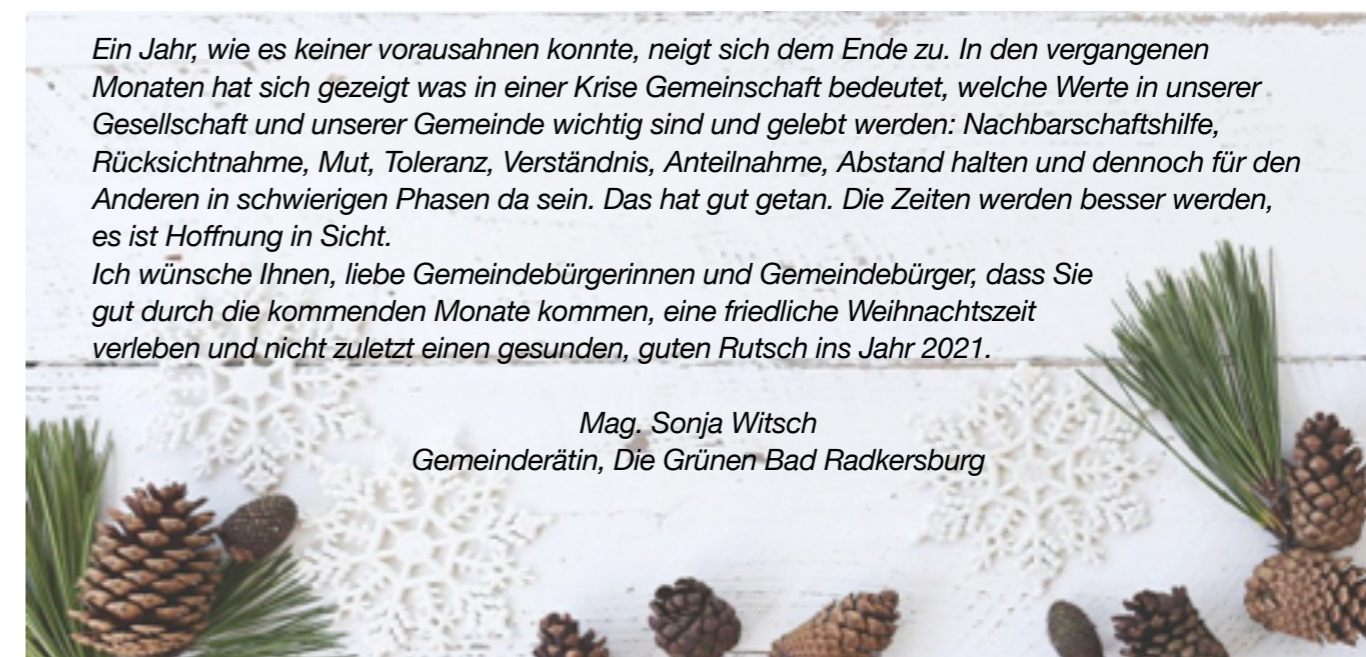 Ein Jahr, wie es keiner vorausahnen konnte, neigt sich dem Ende zu. In den vergangenen
Monaten hat sich gezeigt was in einer Krise Gemeinschaft bedeutet, welche Werte in unserer
Gesellschaft und unserer Gemeinde wichtig sind und gelebt werden: Nachbarschaftshilfe,
Rücksichtnahme, Mut, Toleranz, Verständnis, Anteilnahme, Abstand halten und dennoch für den
Anderen in schwierigen Phasen da sein. Das hat gut getan. Die Zeiten werden besser werden,
es ist Hoffnung in Sicht.
Ich wünsche Ihnen, liebe Gemeindebürgerinnen und Gemeindebürger, dass Sie
gut durch die kommenden Monate kommen, eine friedliche Weihnachtszeit
verleben und nicht zuletzt einen gesunden, guten Rutsch ins Jahr 2021.
Mag. Sonja Witsch
Gemeinderätin, Die Grünen Bad Radkersburg